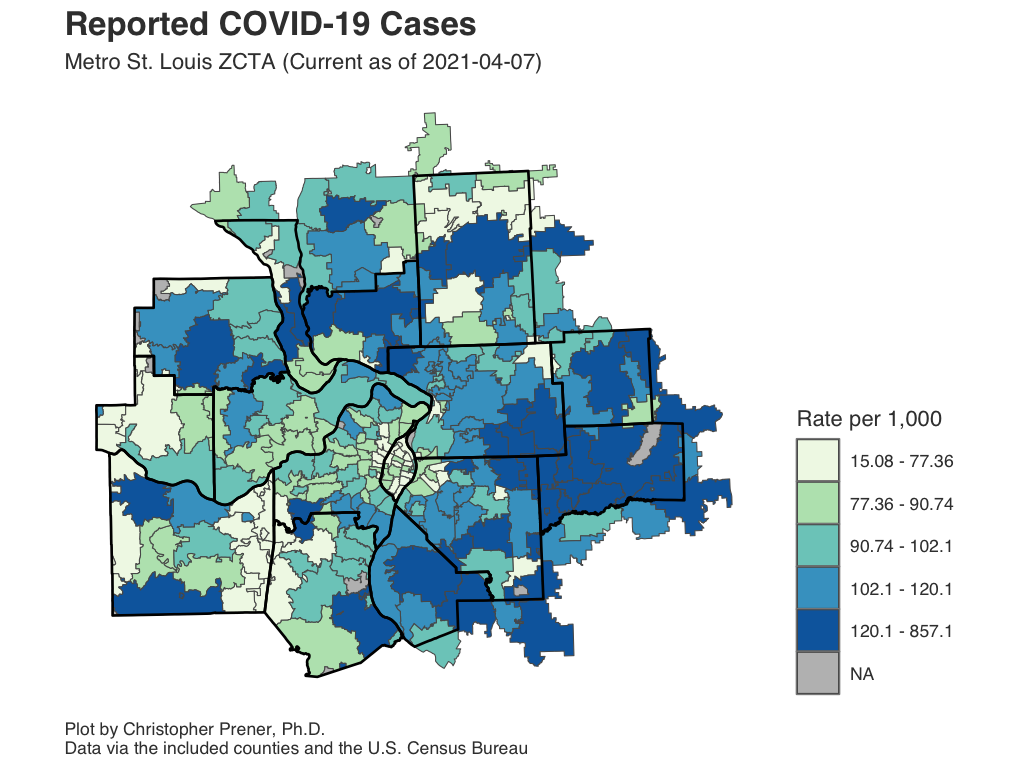 Reported COVID-19 Cases
Metro St. Louis ZCTA (Current as of 2021-04-07)
Rate per 1,000
15.08 - 77.36
77.36 - 90.74
90.74 - 102.1
102.1 - 120.1
120.1 - 857.1
NA
Plot by Christopher Prener, Ph.D.
Data via the included counties and the U.S. Census Bureau